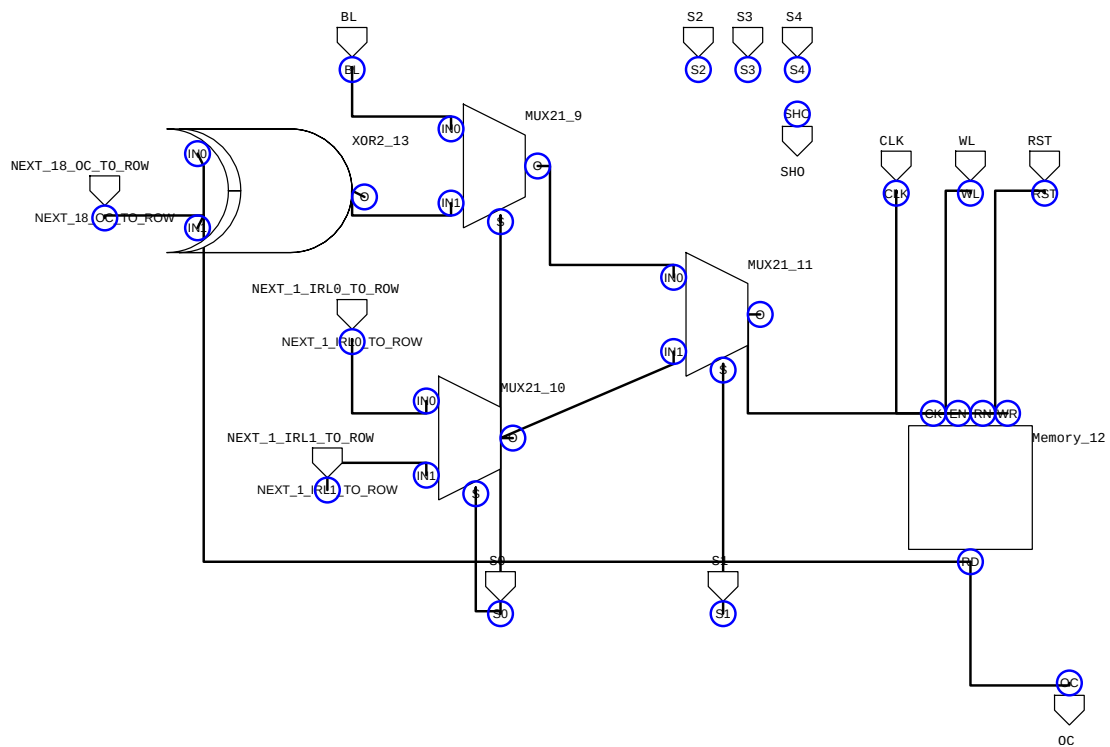 BL
S2
S3
S4
BL
S2
S3
S4
SHO
MUX21_9
IN0
XOR2_13
CLK
WL
RST
IN0
O
SHO
NEXT_18_OC_TO_ROW
CLK
WL
RST
O
IN1
NEXT_18_OC_TO_ROW
IN1
S
MUX21_11
IN0
NEXT_1_IRL0_TO_ROW
O
NEXT_1_IRL0_TO_ROW
IN1
S
MUX21_10
IN0
CK
EN
RN
WR
NEXT_1_IRL1_TO_ROW
O
Memory_12
IN1
NEXT_1_IRL1_TO_ROW
S
S0
S1
RD
S0
S1
OC
OC